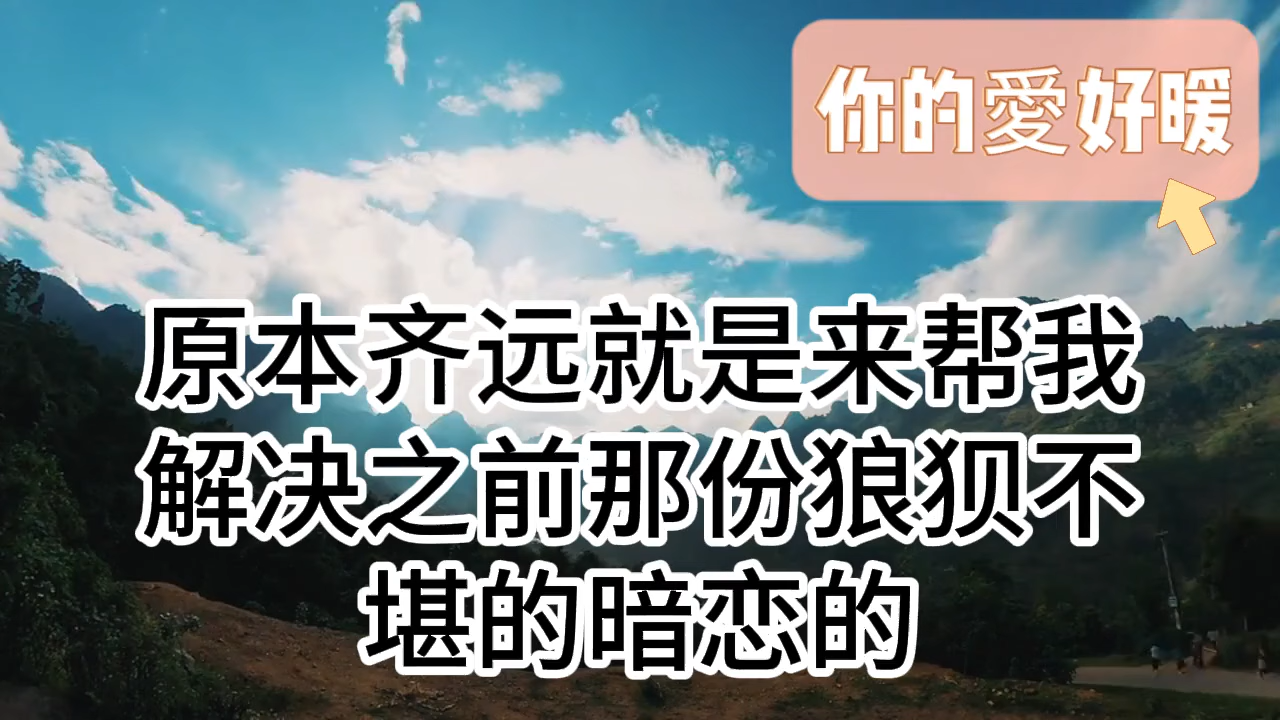 你的愛好暖
原本齐远就是来帮我
解决之前那份狼狈不
堪的暗恋的